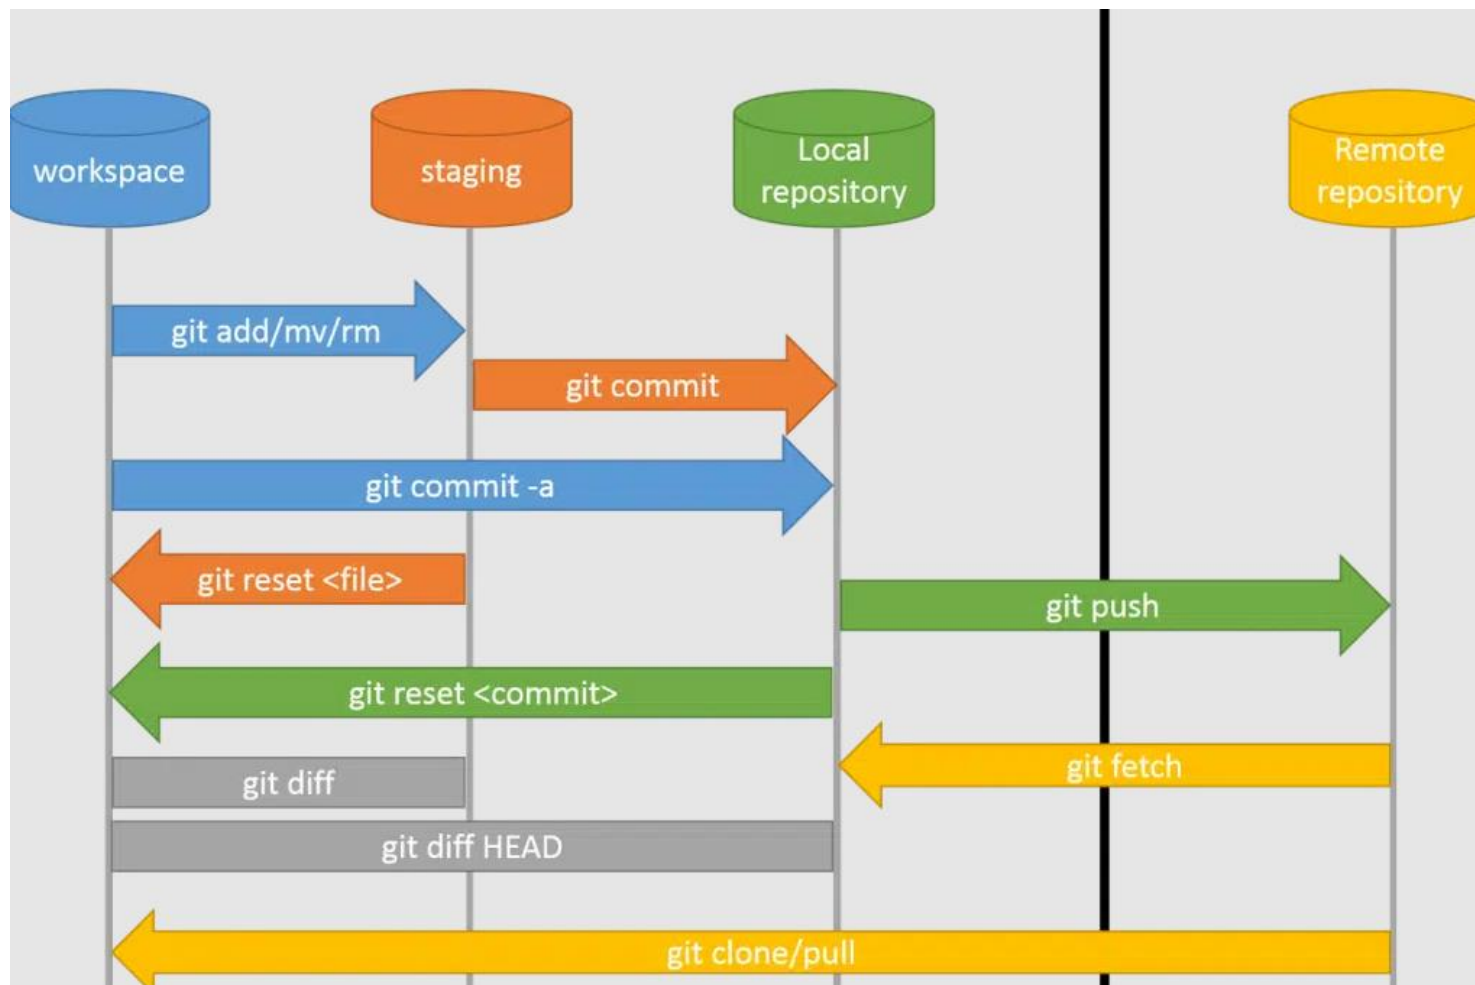 workspace
staging
Local
repository
Remote
repository
git add/mv/rm
git commit
git commit -a
git reset <file>
git push
git reset <commit>
git fetch
git diff
git diff HEAD
git clone/pull